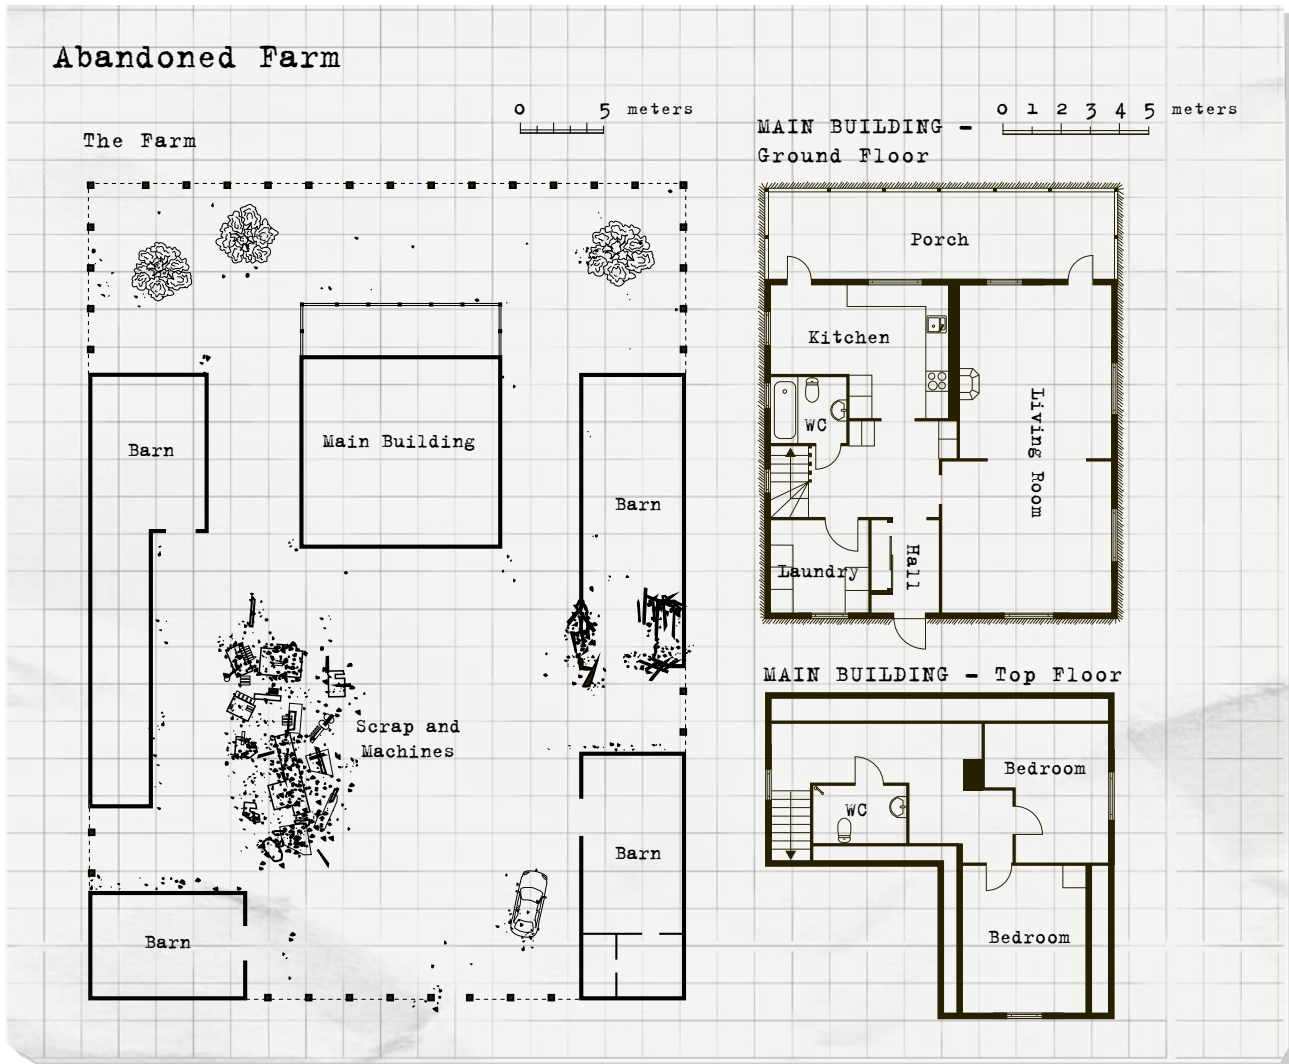 Abandoned Farm
The Farm
0 5 meters
MAIN BUILDING -
Ground Floor
0 1 2 3 4 5 meters
Barn
Main Building
Barn
Scrap and
Machines
Barn
Barn
Porch
Kitchen
WC
Living Room
Laundry
Hall
MAIN BUILDING - Top Floor
Bedroom
WC
Bedroom